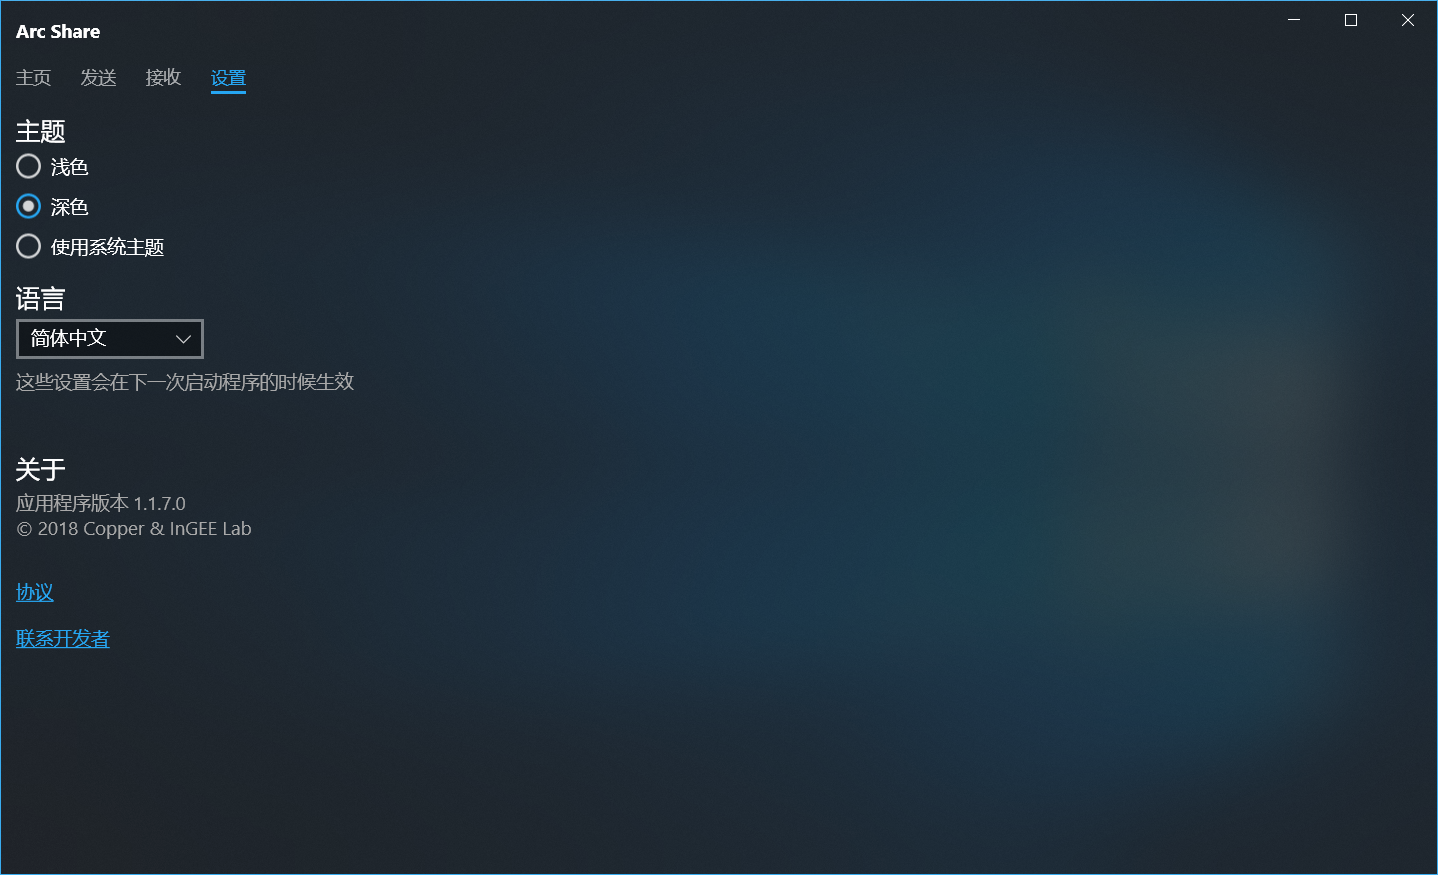 Arc Share
主页 发送 接收 设置
主题
浅色
深色
使用系统主题
语言
简体中文
这些设置会在下一次启动程序的时候生效
关于
应用程序版本 1.1.7.0
© 2018 Copper & InGEE Lab
协议
联系开发者